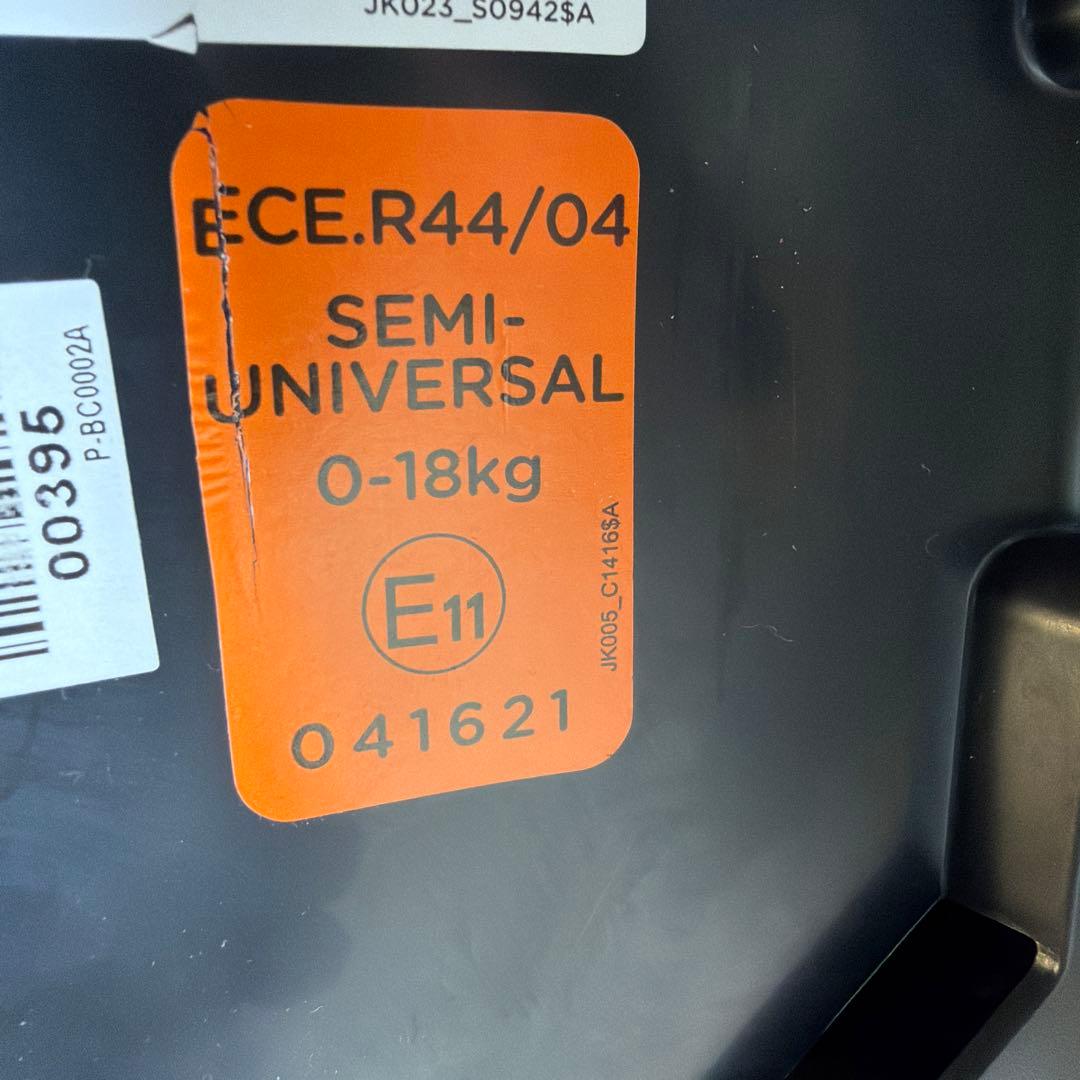 JK023_S0942$A
ECE.R44/04
SEMI-
UNIVERSAL
0-18kg
E11
041621
JK005_C1416$A
00395
P-BC0002A